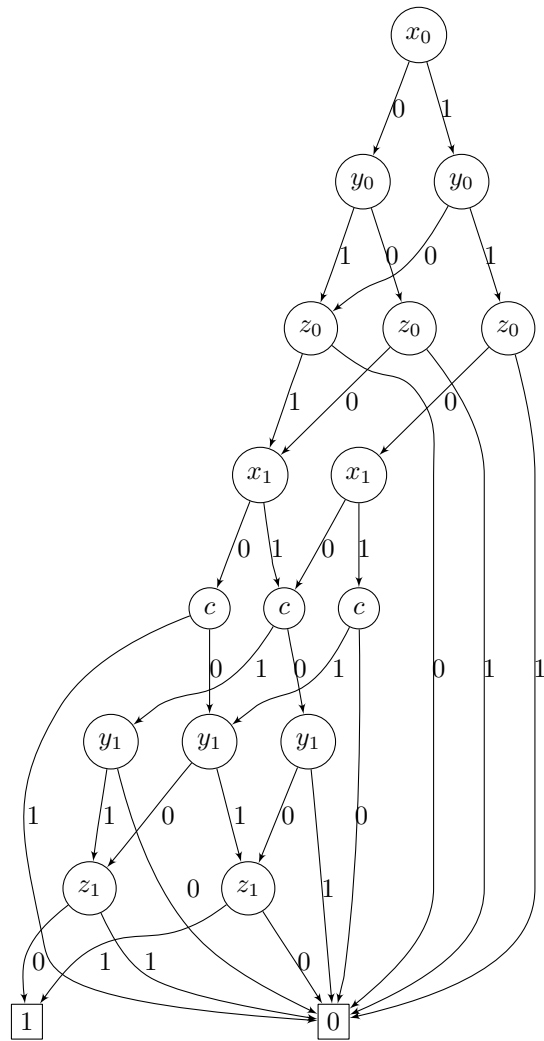 x₀
0 1
y₀ y₀
1 0 0 1
z₀ z₀ z₀
1 0 0
x₁ x₁
0 1 0 1
c c c
0 1 0 1 0 1 1
y₁ y₁ y₁
1 1 0 1 0 0
z₁ z₁
0 1
0 1 1 0
1 0